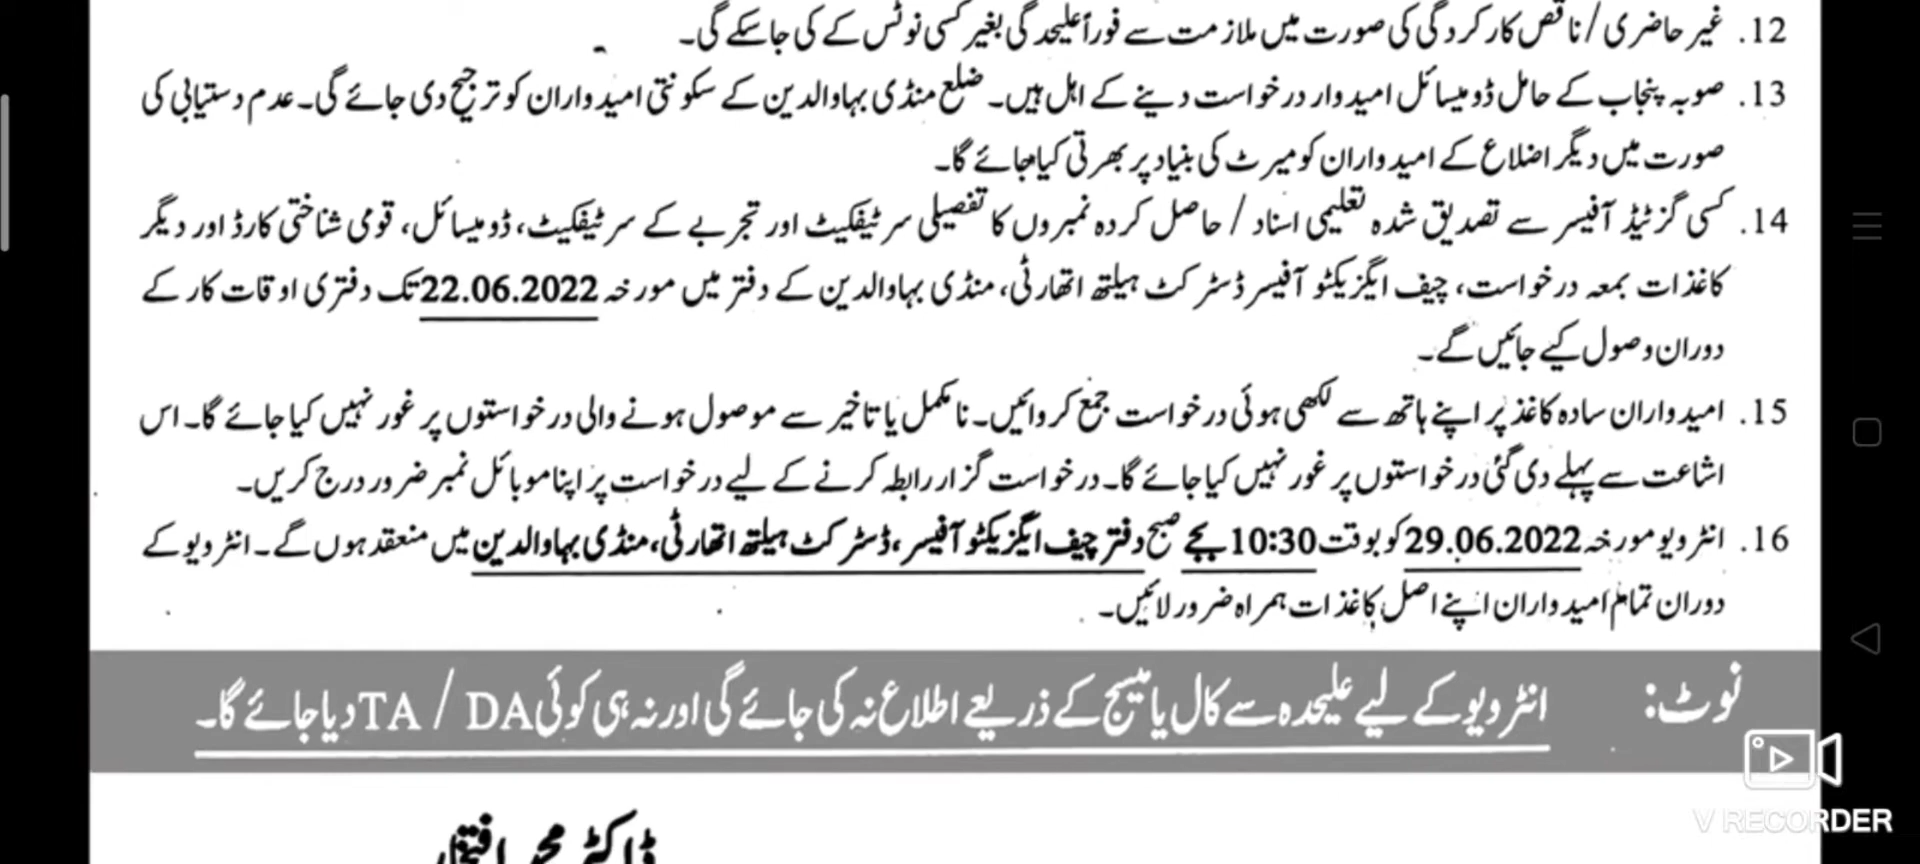 12. غیر حاضری / ناقص کارکردگی کی صورت میں ملازمت سے فوراً علیحدگی بغیر کسی نوٹس کے کی جا سکے گی۔
13. صوبہ پنجاب کے حامل ڈومیسائل امیدوار درخواست دینے کے اہل ہیں۔ ضلع منڈی بہاوالدین کے سکونتی امیدواران کو ترجیح دی جائے گی۔ عدم دستیابی کی
صورت میں دیگر اضلاع کے امیدواران کو میرٹ کی بنیاد پر بھرتی کیا جائے گا۔
14. کسی گزٹیڈ آفیسر سے تصدیق شدہ تعلیمی اسناد / حاصل کردہ نمبروں کا تفصیلی سرٹیفکیٹ اور تجربے کے سرٹیفکیٹ، ڈومیسائل، قومی شناختی کارڈ اور دیگر
کاغذات بمعہ درخواست، چیف ایگزیکٹو آفیسر ڈسٹرکٹ ہیلتھ اتھارٹی، منڈی بہاوالدین کے دفتر میں مورخہ 22.06.2022 تک دفتری اوقات کار کے
دوران وصول کیے جائیں گے۔
15. امیدواران سادہ کاغذ پر اپنے ہاتھ سے لکھی ہوئی درخواست جمع کروائیں۔ نامکمل یا تاخیر سے موصول ہونے والی درخواستوں پر غور نہیں کیا جائے گا۔ اس
اشاعت سے پہلے دی گئی درخواستوں پر غور نہیں کیا جائے گا۔ درخواست گزار رابطہ کرنے کے لیے درخواست پر اپنا موبائل نمبر ضرور درج کریں۔
16. انٹرویو مورخہ 29.06.2022 کو بوقت 10:30 بجے صبح دفتر چیف ایگزیکٹو آفیسر، ڈسٹرکٹ ہیلتھ اتھارٹی، منڈی بہاوالدین میں منعقد ہوں گے۔ انٹرویو کے
دوران تمام امیدواران اپنے اصل کاغذات ہمراہ ضرور لائیں۔
نوٹ: انٹرویو کے لیے علیحدہ سے کال یا میسج کے ذریعے اطلاع نہ کی جائے گی اور نہ ہی کوئی TA / DA دیا جائے گا۔
V RECORDER
ڈاکٹر محمد افتخار